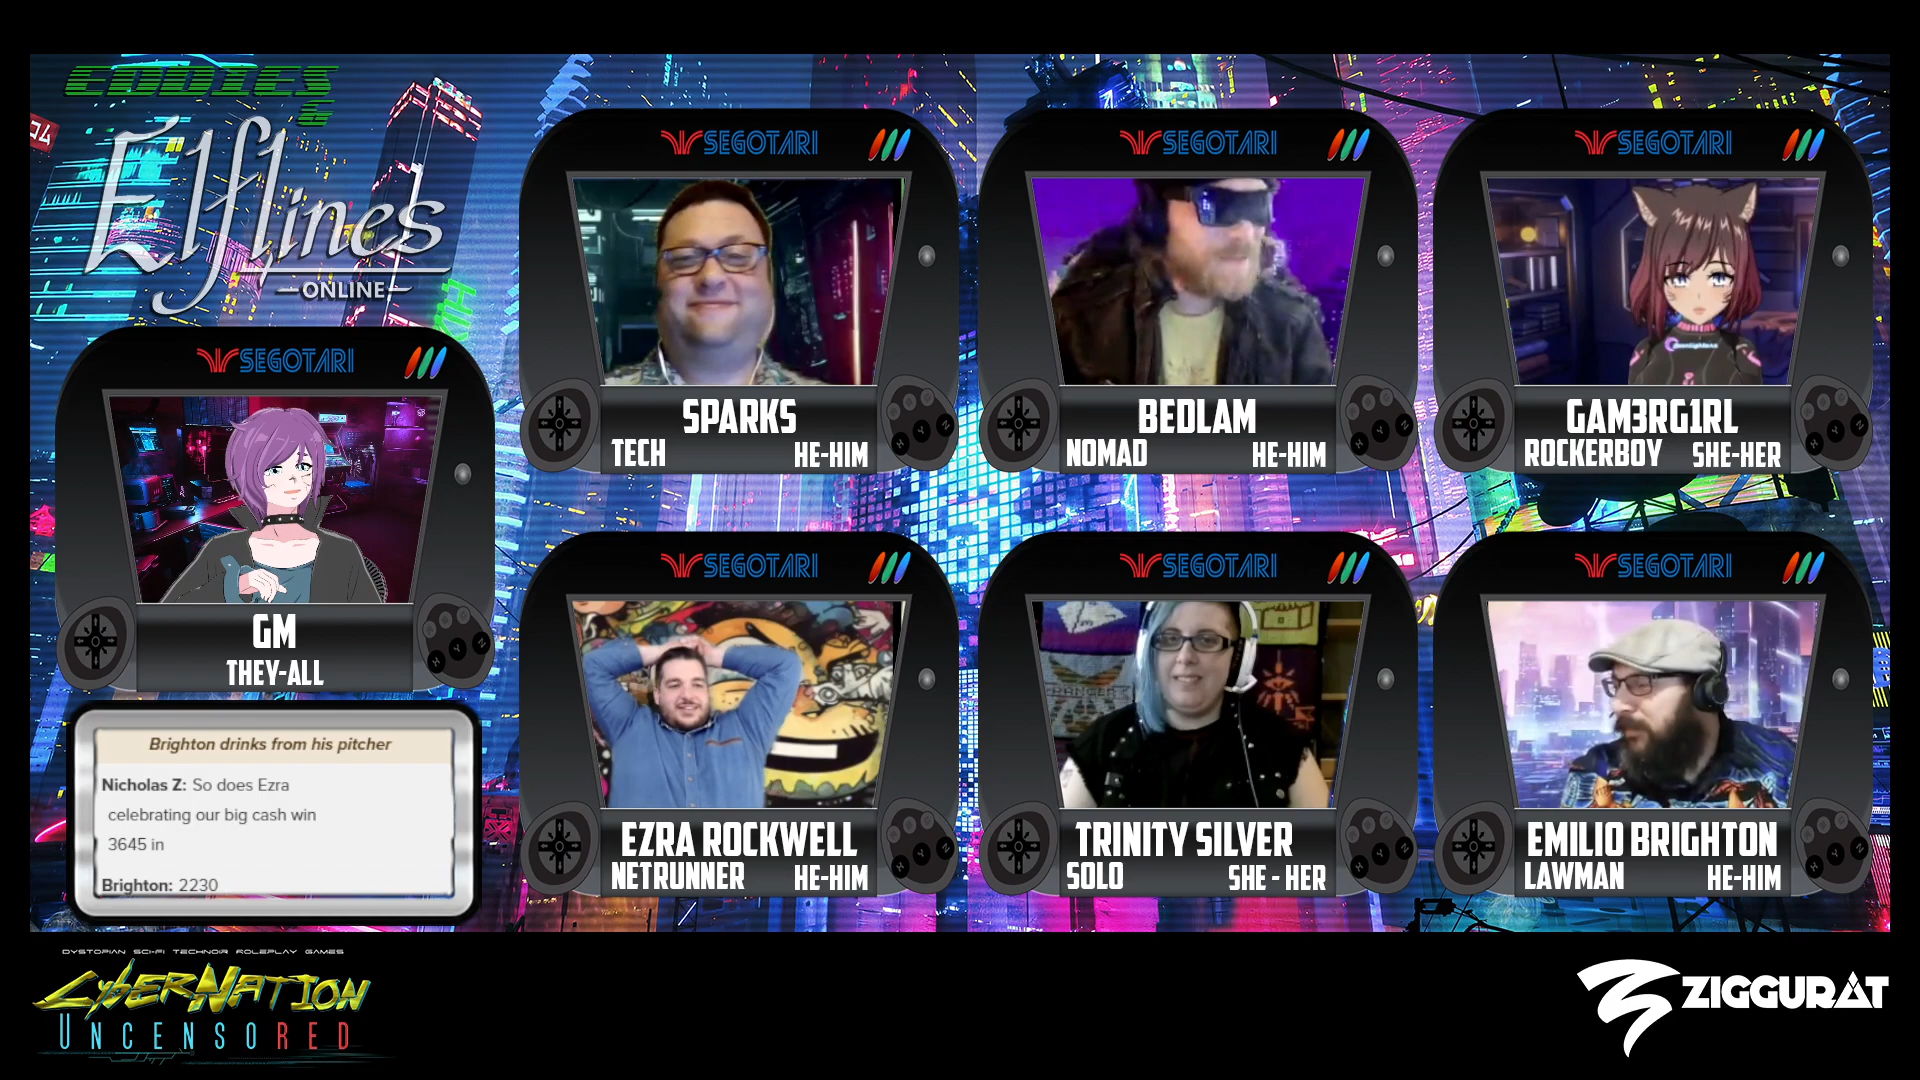 EDDIES
&
Elflines
ONLINE
SEGOTARI
GM
THEY-ALL
Brighton drinks from his pitcher
Nicholas Z: So does Ezra
celebrating our big cash win
3645 in
Brighton: 2230
SEGOTARI
SPARKS
TECH HE-HIM
SEGOTARI
BEDLAM
NOMAD HE-HIM
SEGOTARI
GAM3RG1RL
ROCKERBOY SHE-HER
SEGOTARI
EZRA ROCKWELL
NETRUNNER HE-HIM
SEGOTARI
TRINITY SILVER
SOLO SHE - HER
SEGOTARI
EMILIO BRIGHTON
LAWMAN HE-HIM
DYSTOPIAN SCI-FI TECHNOIR ROLEPLAY GAMES
CYBERNATION
UNCENSORED
ZIGGURAT